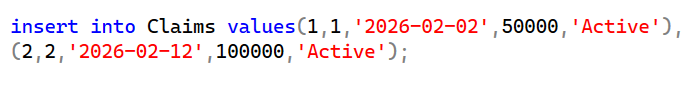 insert into Claims values(1,1,'2026-02-02',50000,'Active'),
(2,2,'2026-02-12',100000,'Active');